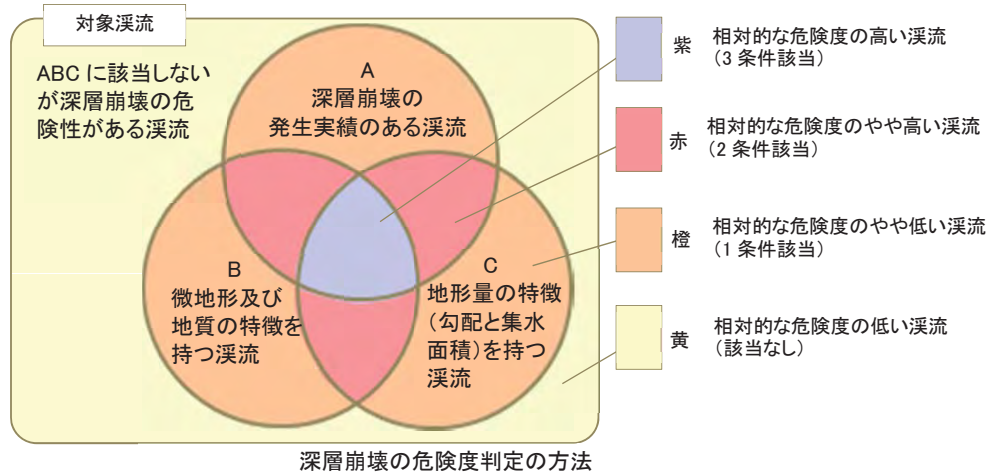 対象渓流
ABCに該当しない
が深層崩壊の危
険性がある渓流
A
深層崩壊の
発生実績のある渓流
B
微地形及び
地質の特徴を
持つ渓流
C
地形量の特徴
(勾配と集水
面積)を持つ
渓流
紫 相対的な危険度の高い渓流
(3条件該当)
赤 相対的な危険度のやや高い渓流
(2条件該当)
橙 相対的な危険度のやや低い渓流
(1条件該当)
黄 相対的な危険度の低い渓流
(該当なし)
深層崩壊の危険度判定の方法